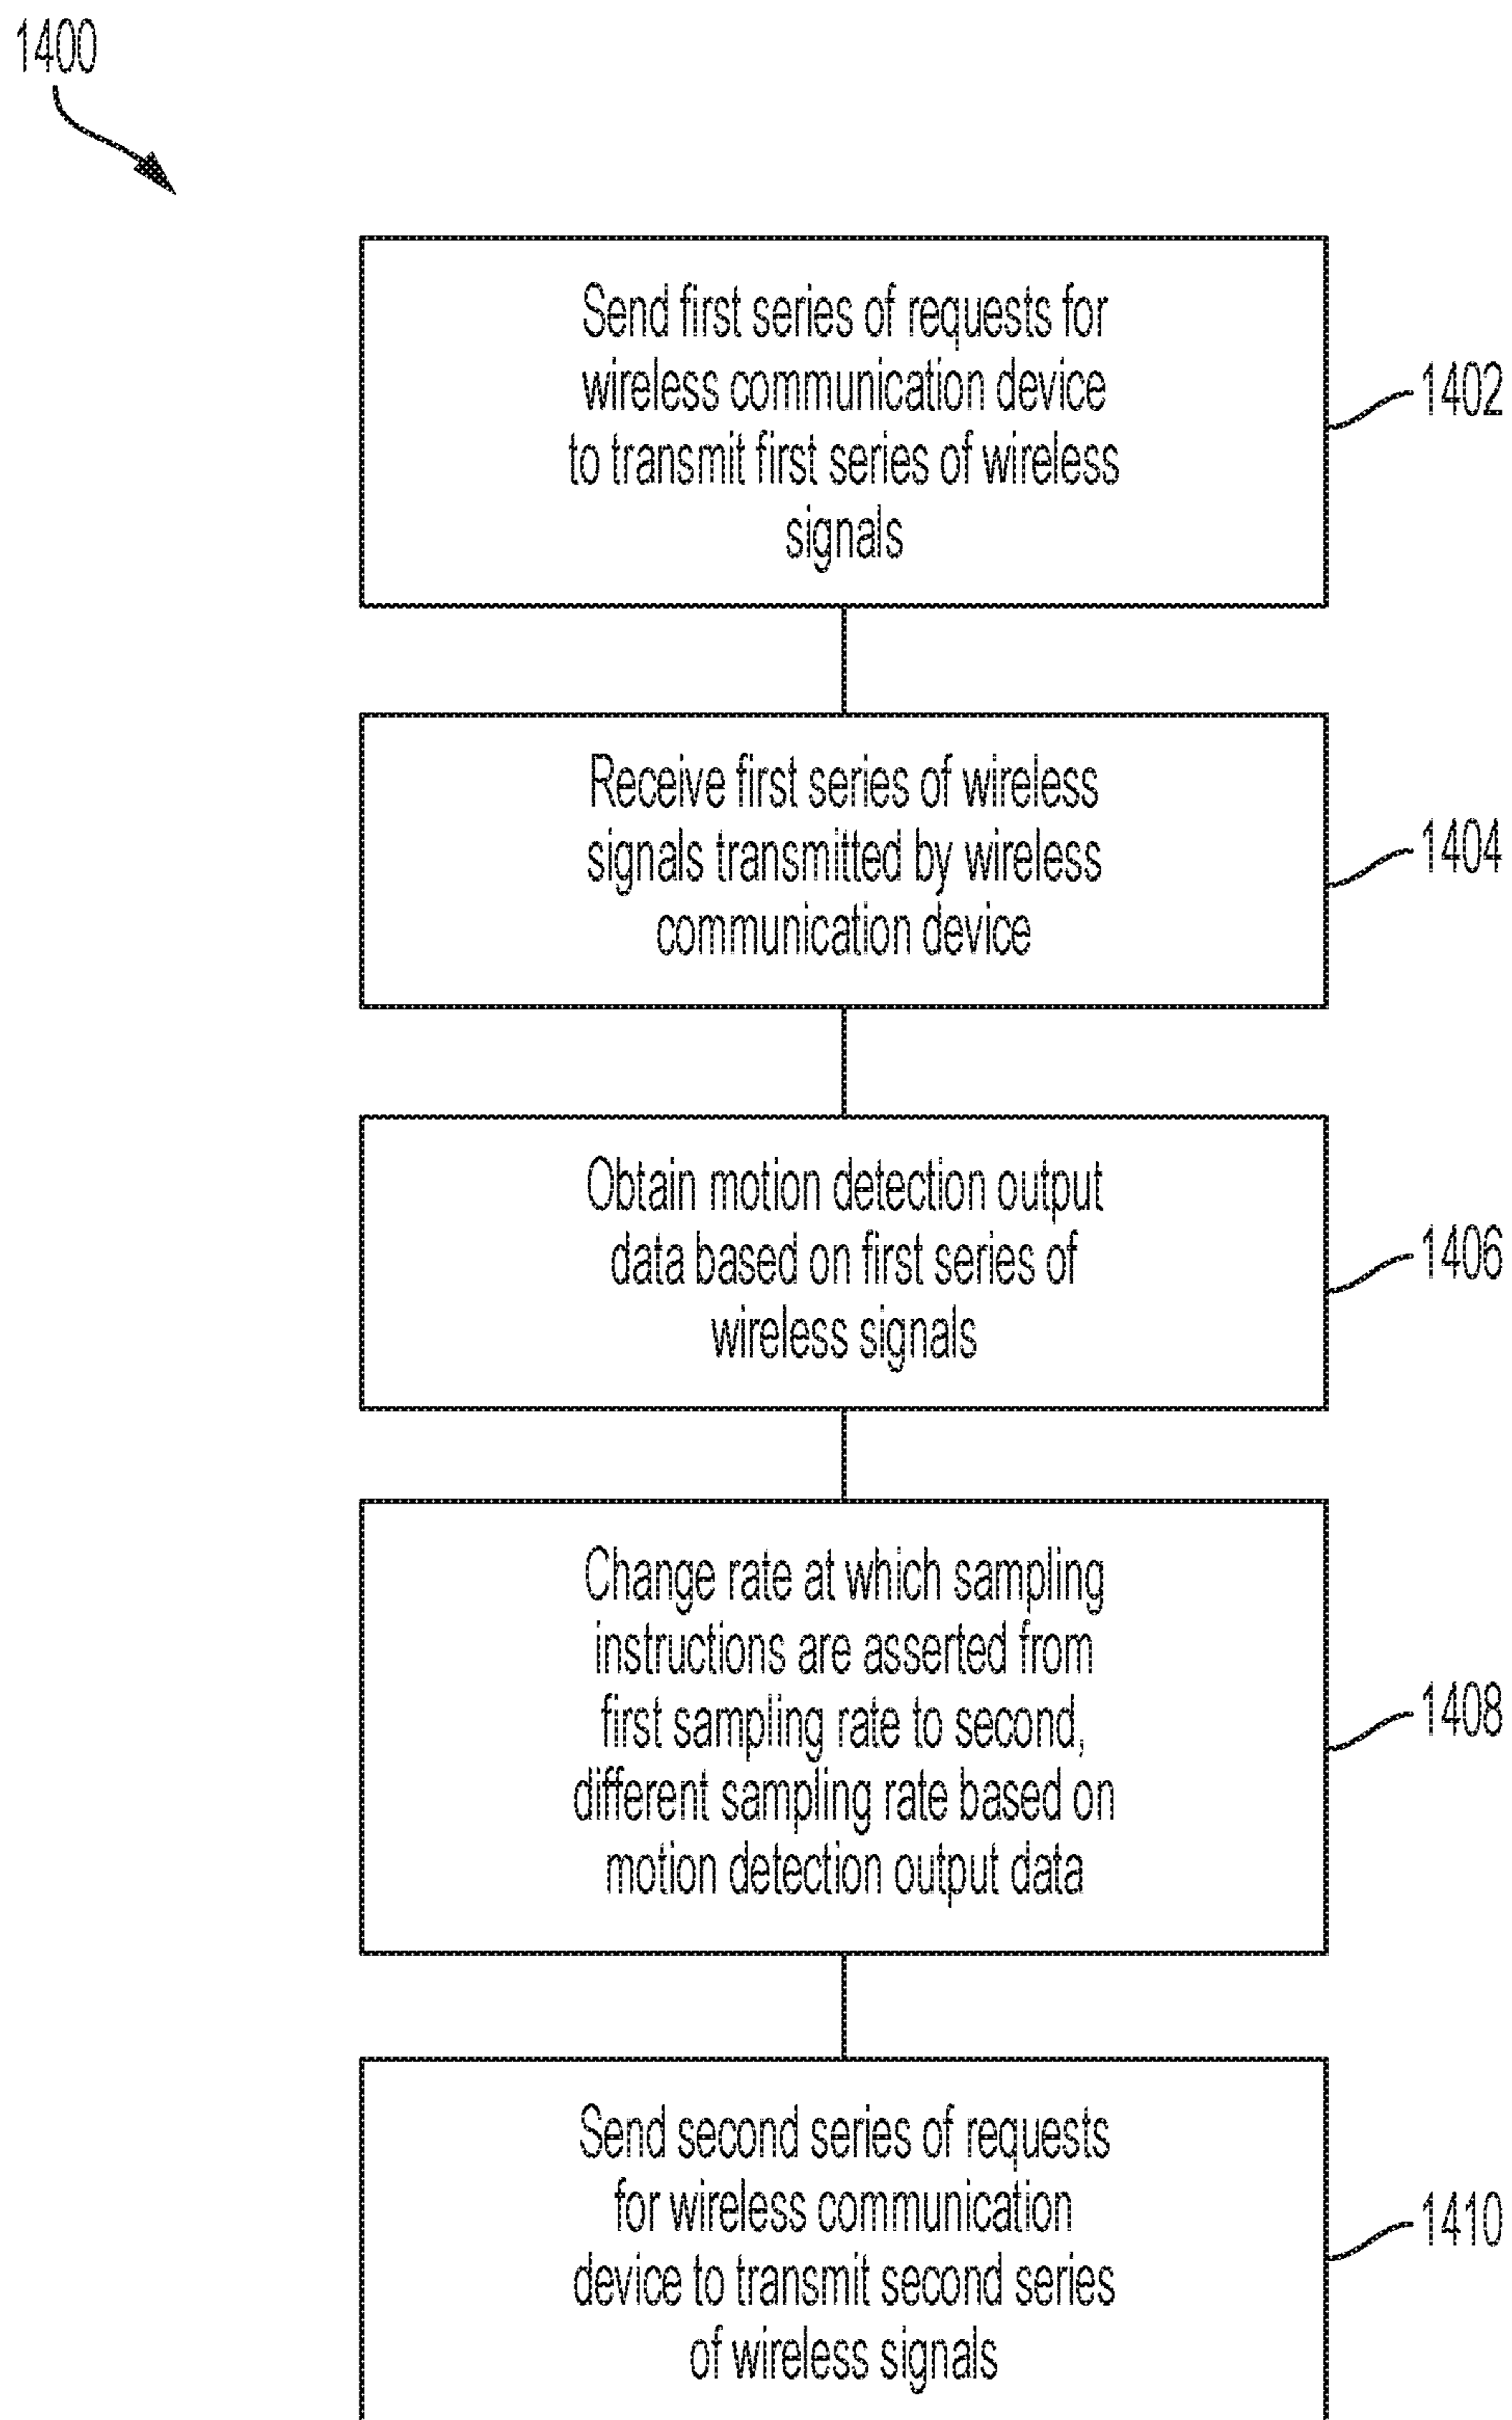 1400
Send first series of requests for
wireless communication device
to transmit first series of wireless
signals
1402
Receive first series of wireless
signals transmitted by wireless
communication device
1404
Obtain motion detection output
data based on first series of
wireless signals
1406
Change rate at which sampling
instructions are asserted from
first sampling rate to second,
different sampling rate based on
motion detection output data
1408
Send second series of requests
for wireless communication
device to transmit second series
of wireless signals
1410